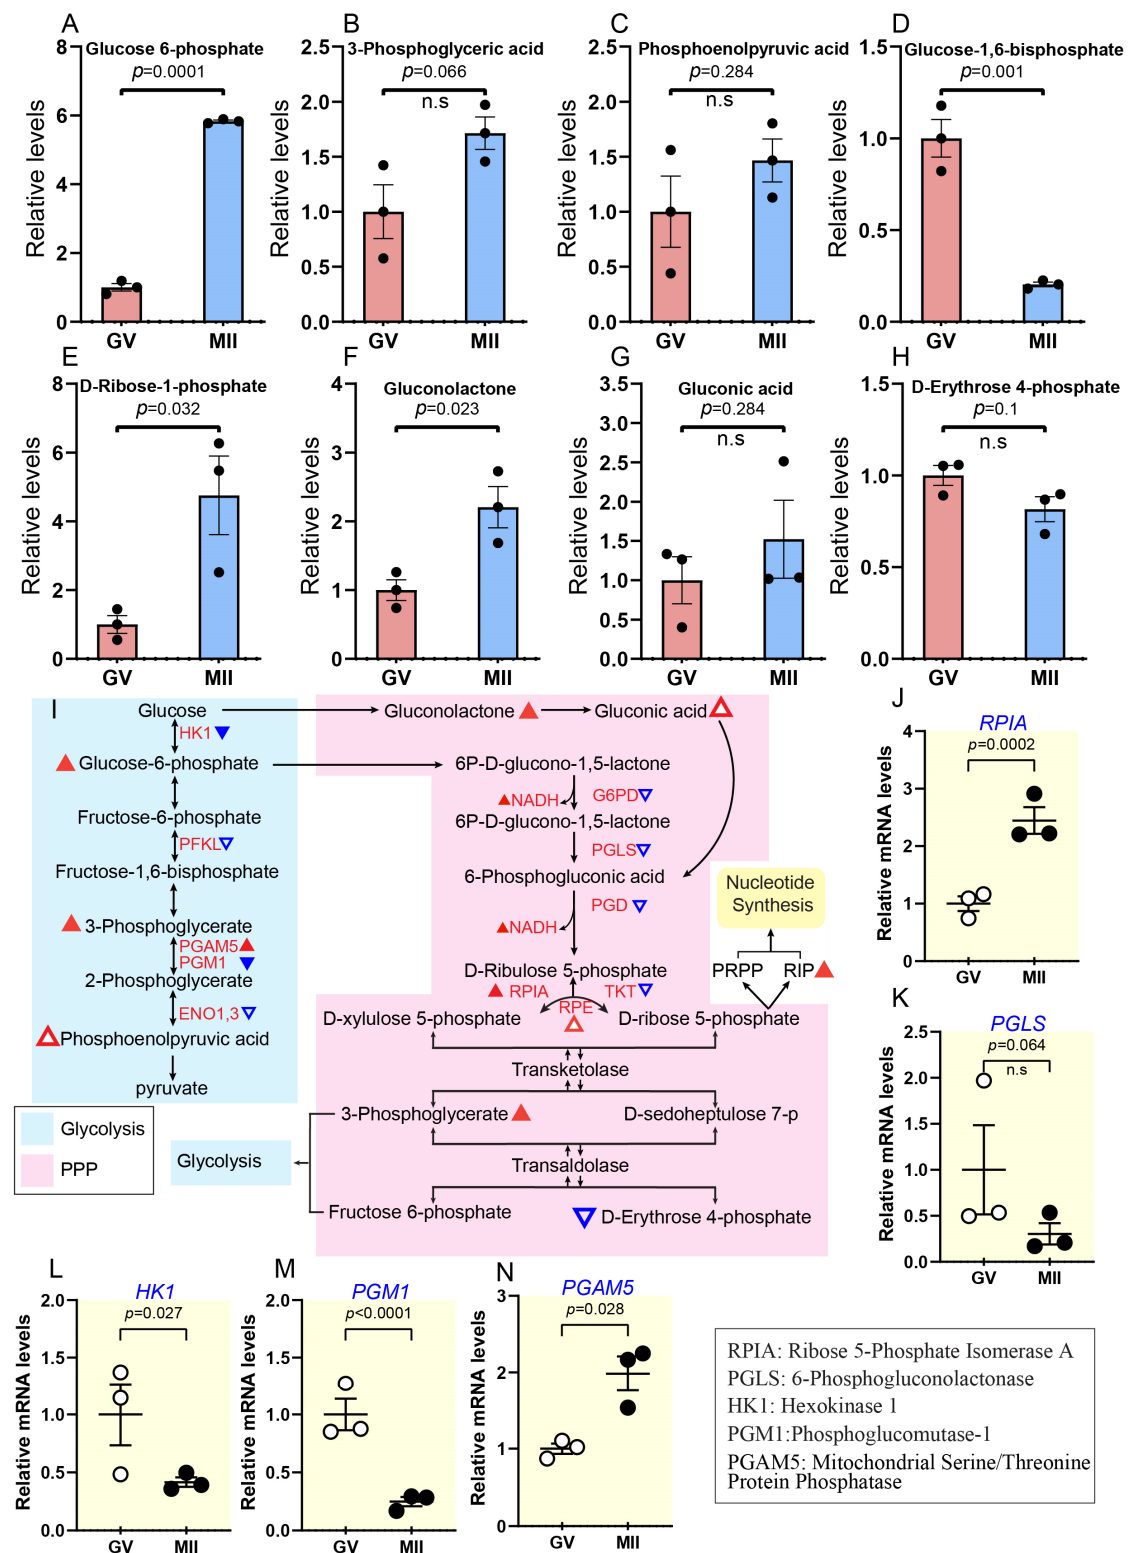 A
Glucose 6-phosphate
p=0.0001
Relative levels
8
6
4
2
0
GV
MII
B
3-Phosphoglyceric acid
p=0.066
n.s
Relative levels
2.5
2.0
1.5
1.0
0.5
0.0
GV
MII
C
Phosphoenolpyruvic acid
p=0.284
n.s
Relative levels
2.5
2.0
1.5
1.0
0.5
0.0
GV
MII
D
Glucose-1,6-bisphosphate
p=0.001
Relative levels
1.5
1.0
0.5
0.0
GV
MII
E
D-Ribose-1-phosphate
p=0.032
Relative levels
8
6
4
2
0
GV
MII
F
Gluconolactone
p=0.023
Relative levels
4
3
2
1
0
GV
MII
G
Gluconic acid
p=0.284
n.s
Relative levels
3.5
3.0
2.5
2.0
1.5
1.0
0.5
0.0
GV
MII
H
D-Erythrose 4-phosphate
p=0.1
n.s
Relative levels
1.5
1.0
0.5
0.0
GV
MII
I
Glucose
HK1
Glucose-6-phosphate
Fructose-6-phosphate
PFKL
Fructose-1,6-bisphosphate
3-Phosphoglycerate
PGAM5
PGM1
2-Phosphoglycerate
ENO1,3
Phosphoenolpyruvic acid
pyruvate
Glycolysis
PPP
Gluconolactone
Gluconic acid
6P-D-glucono-1,5-lactone
NADH
G6PD
6P-D-glucono-1,5-lactone
PGLS
6-Phosphogluconic acid
PGD
NADH
D-Ribulose 5-phosphate
RPIA
TKT
RPE
D-xylulose 5-phosphate
D-ribose 5-phosphate
Nucleotide
Synthesis
PRPP
RIP
Transketolase
3-Phosphoglycerate
D-sedoheptulose 7-p
Glycolysis
Transaldolase
Fructose 6-phosphate
D-Erythrose 4-phosphate
J
RPIA
p=0.0002
Relative mRNA levels
4
3
2
1
0
GV
MII
K
PGLS
p=0.064
n.s
Relative mRNA levels
2.5
2.0
1.5
1.0
0.5
0.0
GV
MII
L
HK1
p=0.027
Relative mRNA levels
2.0
1.5
1.0
0.5
0.0
GV
MII
M
PGM1
p<0.0001
Relative mRNA levels
2.0
1.5
1.0
0.5
0.0
GV
MII
N
PGAM5
p=0.028
Relative mRNA levels
3
2
1
0
GV
MII
RPIA: Ribose 5-Phosphate Isomerase A
PGLS: 6-Phosphogluconolactonase
HK1: Hexokinase 1
PGM1:Phosphoglucomutase-1
PGAM5: Mitochondrial Serine/Threonine
Protein Phosphatase